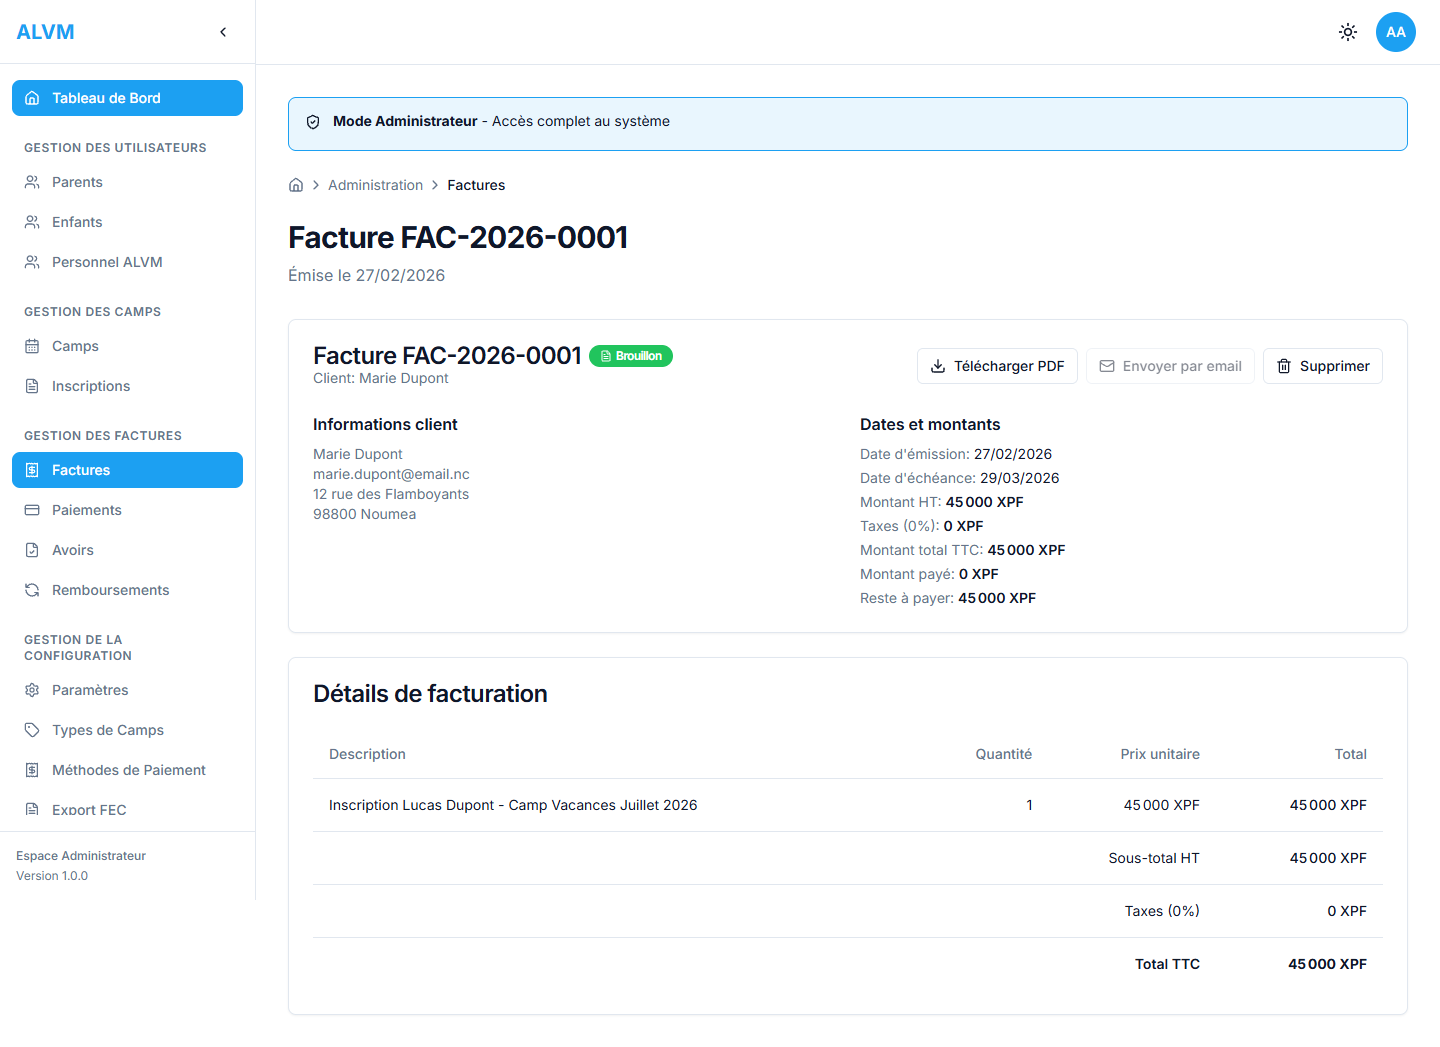 ALVM
AA
Tableau de Bord
GESTION DES UTILISATEURS
Parents
Enfants
Personnel ALVM
GESTION DES CAMPS
Camps
Inscriptions
GESTION DES FACTURES
Factures
Paiements
Avoirs
Remboursements
GESTION DE LA
CONFIGURATION
Paramètres
Types de Camps
Méthodes de Paiement
Export FEC
Espace Administrateur
Version 1.0.0
Mode Administrateur - Accès complet au système
Administration > Factures
Facture FAC-2026-0001
Émise le 27/02/2026
Facture FAC-2026-0001 Brouillon
Client: Marie Dupont
Télécharger PDF
Envoyer par email
Supprimer
Informations client
Marie Dupont
marie.dupont@email.nc
12 rue des Flamboyants
98800 Noumea
Dates et montants
Date d'émission: 27/02/2026
Date d'échéance: 29/03/2026
Montant HT: 45 000 XPF
Taxes (0%): 0 XPF
Montant total TTC: 45 000 XPF
Montant payé: 0 XPF
Reste à payer: 45 000 XPF
Détails de facturation
Description Quantité Prix unitaire Total
Inscription Lucas Dupont - Camp Vacances Juillet 2026 1 45 000 XPF 45 000 XPF
Sous-total HT 45 000 XPF
Taxes (0%) 0 XPF
Total TTC 45 000 XPF